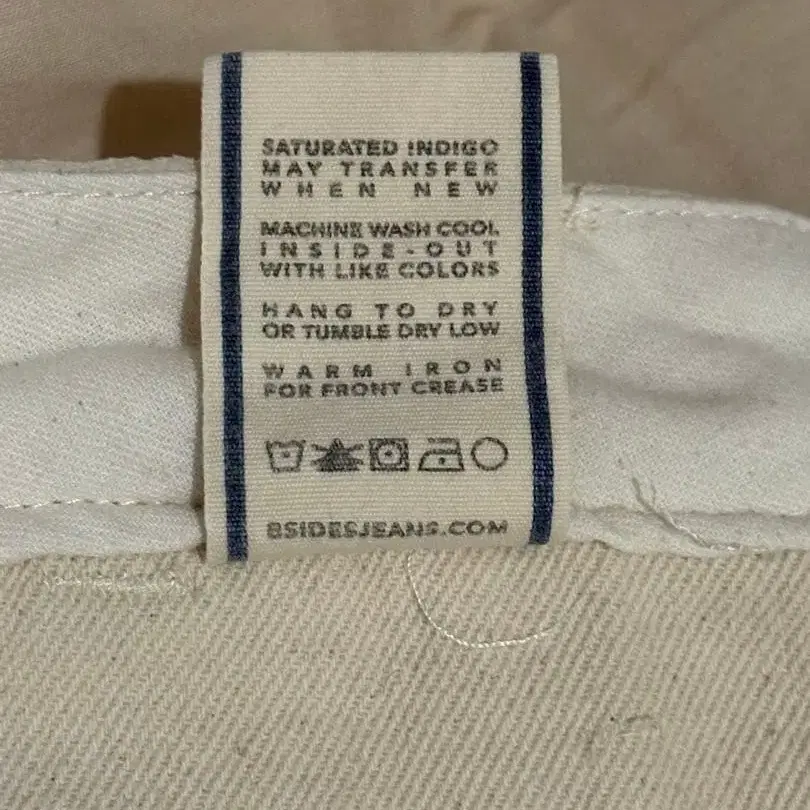 SATURATED INDIGO
MAY TRANSFER
WHEN NEW
MACHINE WASH COOL
INSIDE-OUT
WITH LIKE COLORS
HANG TO DRY
OR TUMBLE DRY LOW
WARM IRON
FOR FRONT CREASE
BSIDESJEANS.COM